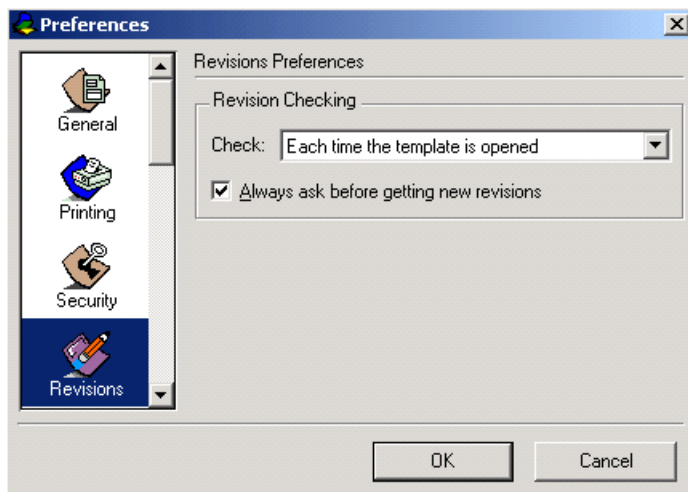 Preferences
Revisions Preferences
Revision Checking
General
Check: Each time the template is opened
Printing
Always ask before getting new revisions
Security
Revisions
OK Cancel